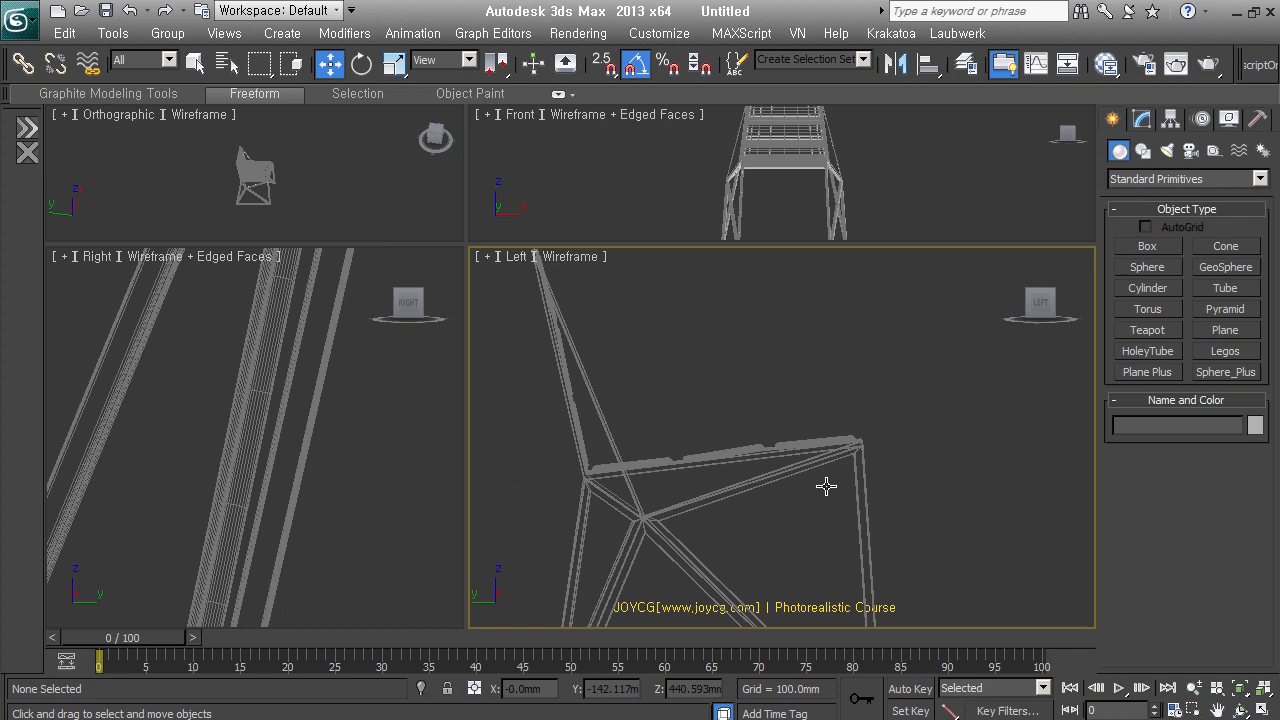 Workspace: Default
Autodesk 3ds Max 2013 x64 Untitled
Type a keyword or phrase
Edit Tools Group Views Create Modifiers Animation Graph Editors Rendering Customize MAXScript VN Help Krakatoa Laubwerk
All View 2.5 Create Selection Set criptOn
Graphite Modeling Tools Freeform Selection Object Paint
[ + ] Orthographic ] Wireframe ]
[ + ] Front ] Wireframe + Edged Faces ]
Standard Primitives
- Object Type
AutoGrid
Box Cone
Sphere GeoSphere
Cylinder Tube
Torus Pyramid
Teapot Plane
HoleyTube Legos
Plane Plus Sphere_Plus
- Name and Color
z y x
z y x
[ + ] Right ] Wireframe + Edged Faces ]
[ + ] Left ] Wireframe ]
RIGHT
LEFT
z y
z y
JOYCG[www.joycg.com] | Photorealistic Course
< 0 / 100 >
0 5 10 15 20 25 30 35 40 45 50 55 60 65 70 75 80 85 90 95 100
None Selected X: -0.0mm Y: -142.117m Z: 440.593mm Grid = 100.0mm Auto Key Selected
Click and drag to select and move objects Add Time Tag Set Key Key Filters... 0